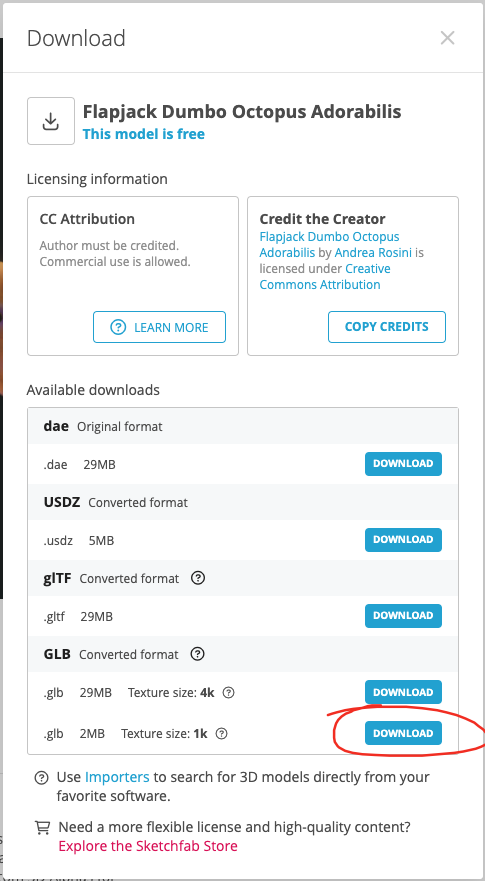 Download
Flapjack Dumbo Octopus Adorabilis
This model is free
Licensing information
CC Attribution
Author must be credited.
Commercial use is allowed.
LEARN MORE
Credit the Creator
Flapjack Dumbo Octopus
Adorabilis by Andrea Rosini is
licensed under Creative
Commons Attribution
COPY CREDITS
Available downloads
dae Original format
.dae 29MB DOWNLOAD
USDZ Converted format
.usdz 5MB DOWNLOAD
glTF Converted format ?
.gltf 29MB DOWNLOAD
GLB Converted format ?
.glb 29MB Texture size: 4k ? DOWNLOAD
.glb 2MB Texture size: 1k ? DOWNLOAD
Use Importers to search for 3D models directly from your
favorite software.
Need a more flexible license and high-quality content?
Explore the Sketchfab Store